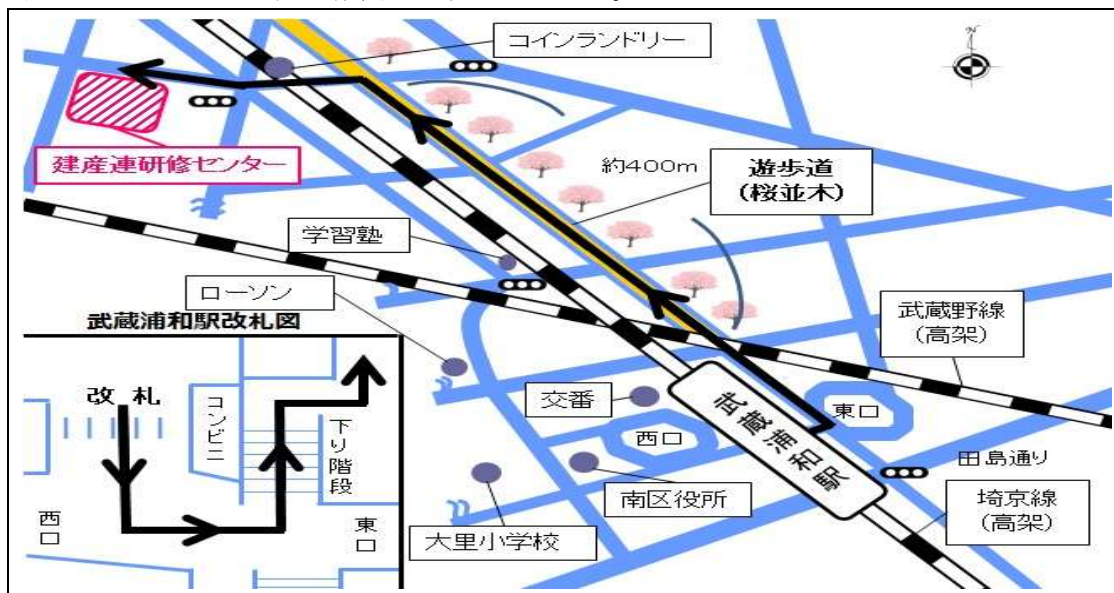 コインランドリー
N
建産連研修センター
約400m
遊歩道
(桜並木)
学習塾
ローソン
武蔵野線
(高架)
武蔵浦和駅改札図
改札
コンビニ
下り階段
西口
東口
交番
西口
武蔵浦和駅
東口
田島通り
南区役所
大里小学校
埼京線
(高架)